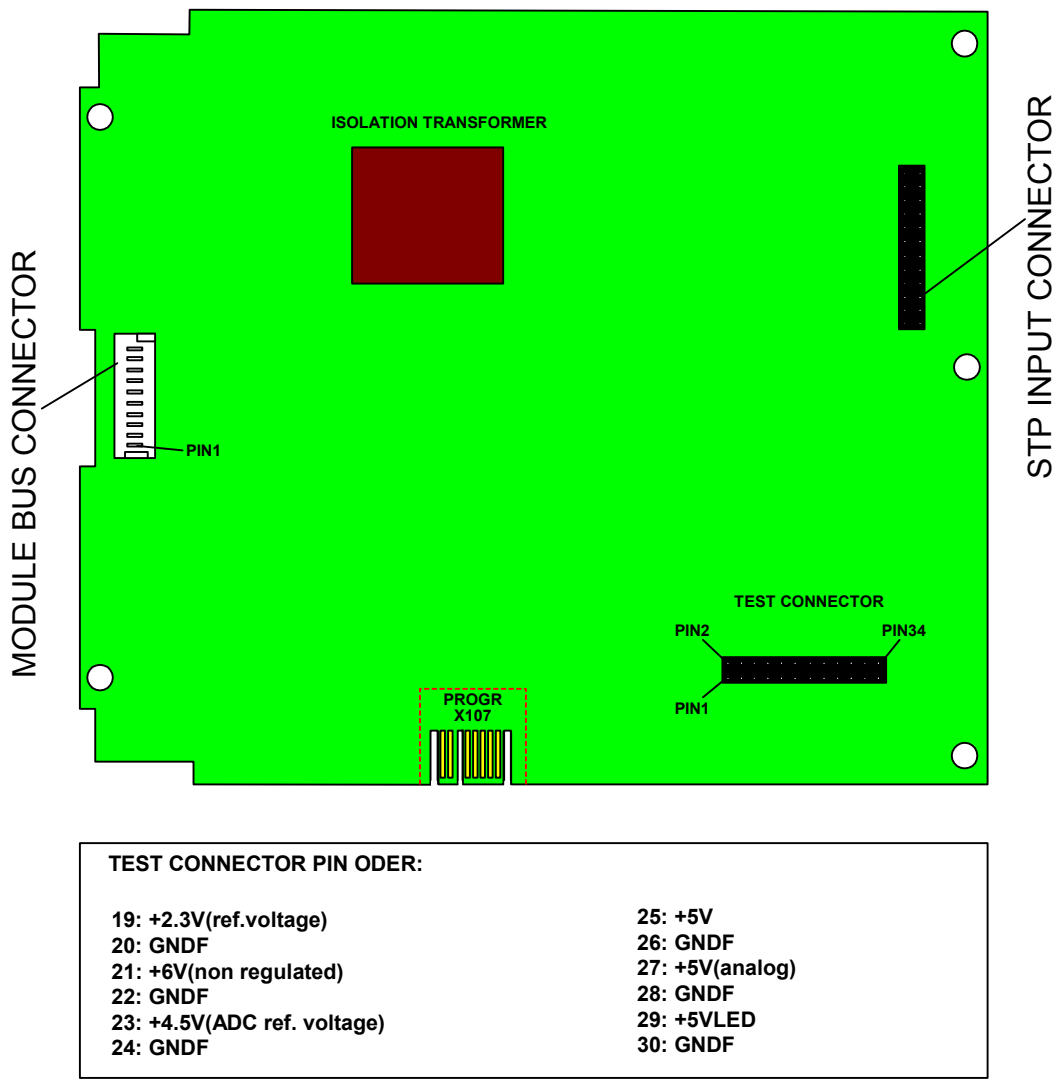 ISOLATION TRANSFORMER
MODULE BUS CONNECTOR
STP INPUT CONNECTOR
PIN1
TEST CONNECTOR
PIN2
PIN34
PIN1
PROGR
X107
TEST CONNECTOR PIN ODER:
19: +2.3V(ref.voltage)
20: GNDF
21: +6V(non regulated)
22: GNDF
23: +4.5V(ADC ref. voltage)
24: GNDF
25: +5V
26: GNDF
27: +5V(analog)
28: GNDF
29: +5VLED
30: GNDF